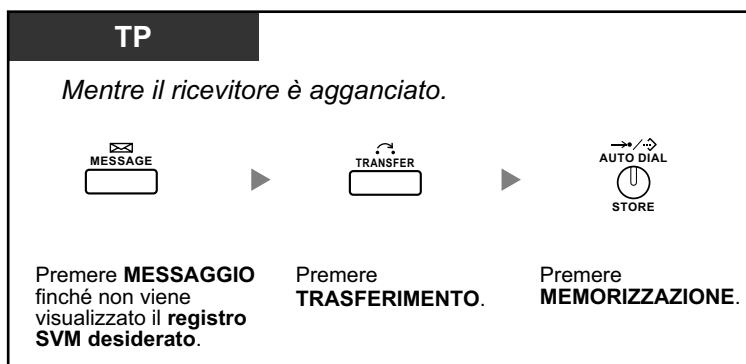 TP
Mentre il ricevitore è agganciato.
MESSAGE
TRANSFER
AUTO DIAL
STORE
Premere MESSAGGIO
finché non viene
visualizzato il registro
SVM desiderato.
Premere
TRASFERIMENTO.
Premere
MEMORIZZAZIONE.